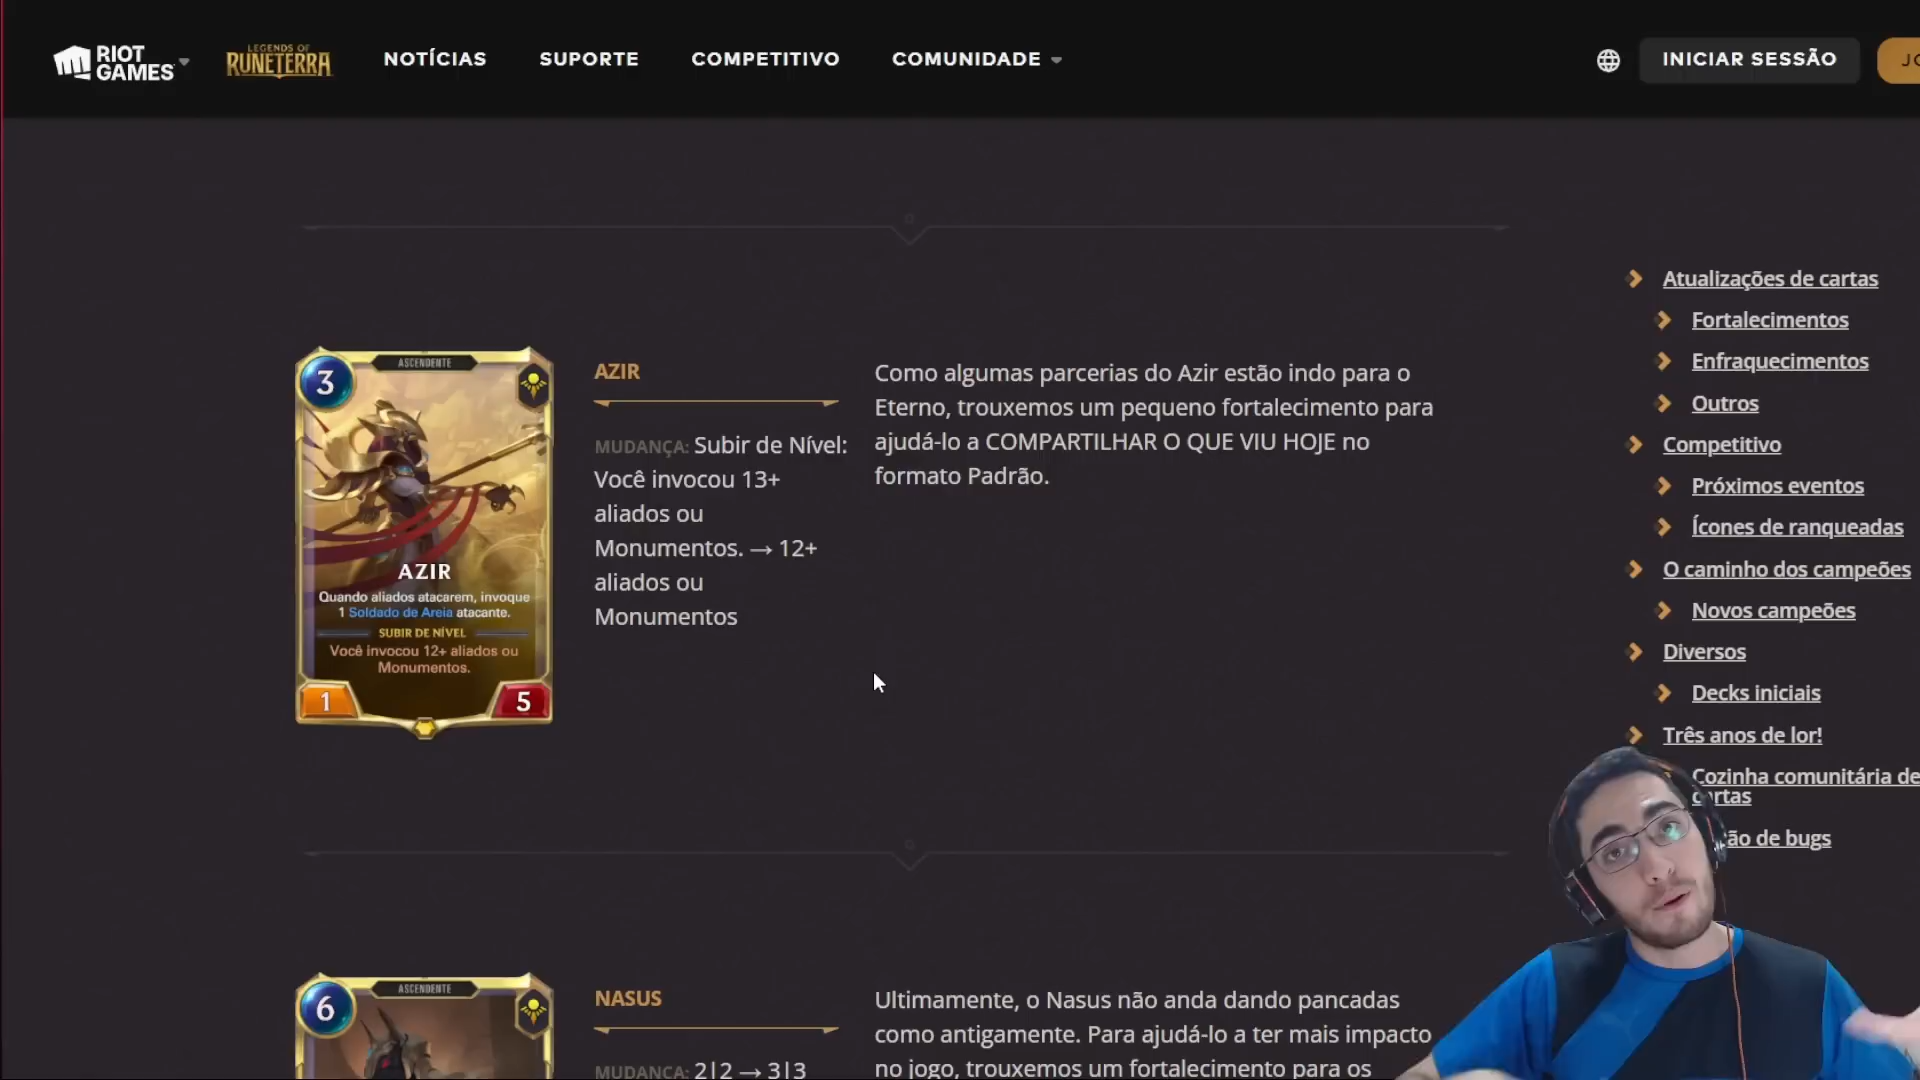 RIOT GAMES
LEGENDS OF RUNETERRA
NOTÍCIAS
SUPORTE
COMPETITIVO
COMUNIDADE
INICIAR SESSÃO
3
ASCENDENTE
AZIR
Quando aliados atacarem, invoque
1 Soldado de Areia atacante.
SUBIR DE NÍVEL
Você invocou 12+ aliados ou
Monumentos.
1
5
AZIR
MUDANÇA: Subir de Nível:
Você invocou 13+
aliados ou
Monumentos. → 12+
aliados ou
Monumentos
Como algumas parcerias do Azir estão indo para o
Eterno, trouxemos um pequeno fortalecimento para
ajudá-lo a COMPARTILHAR O QUE VIU HOJE no
formato Padrão.
6
ASCENDENTE
NASUS
MUDANÇA: 2|2 → 3|3
Ultimamente, o Nasus não anda dando pancadas
como antigamente. Para ajudá-lo a ter mais impacto
no jogo, trouxemos um fortalecimento para os
Atualizações de cartas
Fortalecimentos
Enfraquecimentos
Outros
Competitivo
Próximos eventos
Ícones de ranqueadas
O caminho dos campeões
Novos campeões
Diversos
Decks iniciais
Três anos de lor!
Cozinha comunitária de
cartas
de bugs